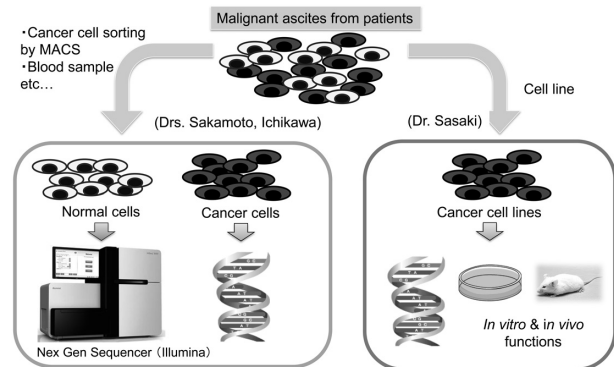 Malignant ascites from patients
・Cancer cell sorting
by MACS
・Blood sample
etc…
Cell line
(Drs. Sakamoto, Ichikawa)
(Dr. Sasaki)
Normal cells
Cancer cells
Cancer cell lines
Nex Gen Sequencer (Illumina)
In vitro & in vivo
functions